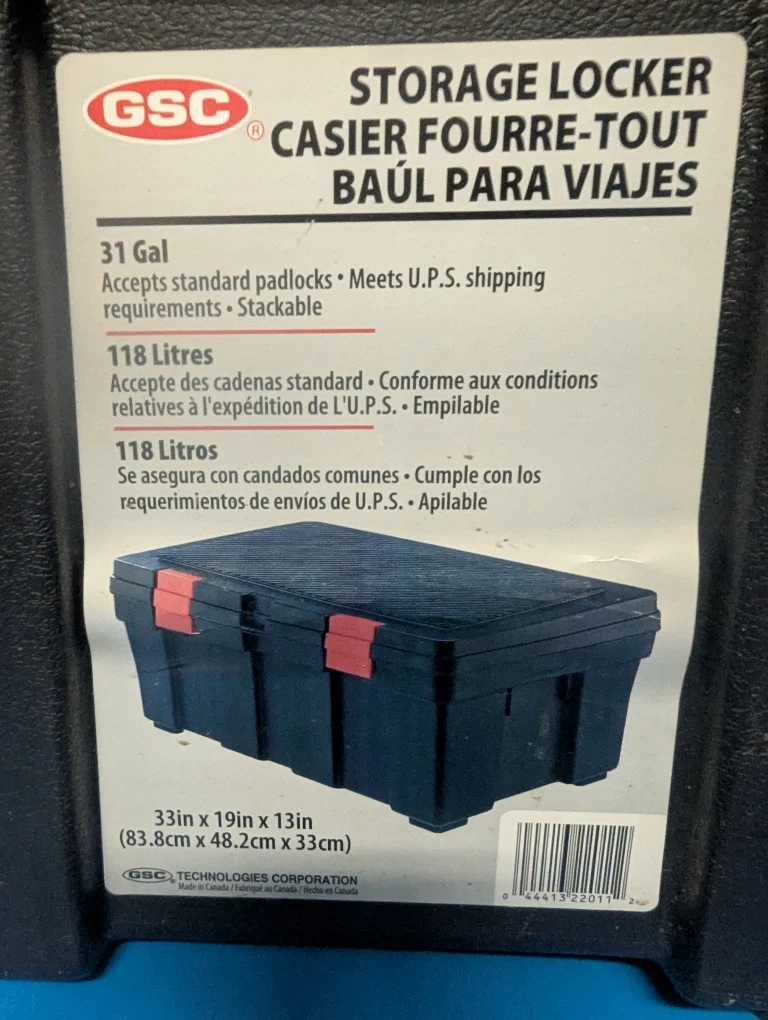 GSC®
STORAGE LOCKER
CASIER FOURRE-TOUT
BAÚL PARA VIAJES
31 Gal
Accepts standard padlocks • Meets U.P.S. shipping
requirements • Stackable
118 Litres
Accepte des cadenas standard • Conforme aux conditions
relatives à l'expédition de L'U.P.S. • Empilable
118 Litros
Se asegura con candados comunes • Cumple con los
requerimientos de envíos de U.P.S. • Apilable
33in x 19in x 13in
(83.8cm x 48.2cm x 33cm)
GSC® TECHNOLOGIES CORPORATION
Made in Canada / Fabriqué au Canada / Hecho en Canada
0 44413 22011 2